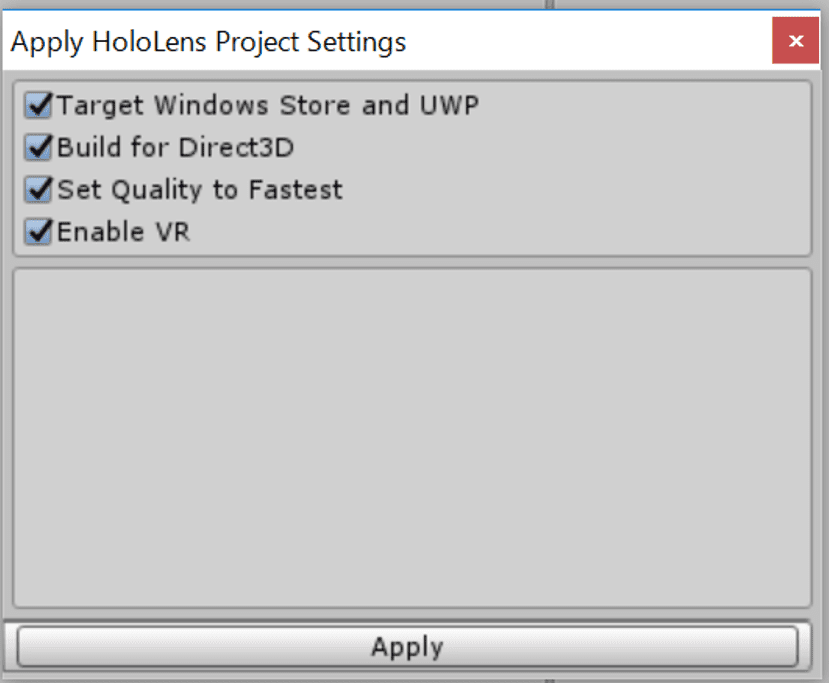 Apply HoloLens Project Settings
Target Windows Store and UWP
Build for Direct3D
Set Quality to Fastest
Enable VR
Apply